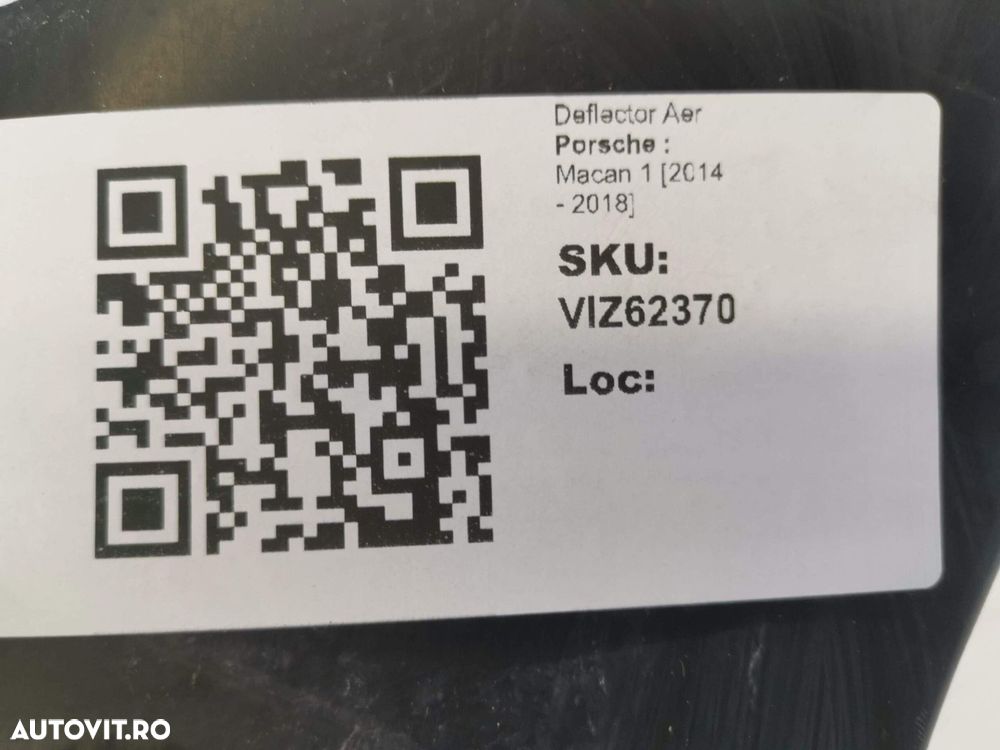 Deflector Aer
Porsche :
Macan 1 [2014
- 2018]
SKU:
VIZ62370
Loc:
AUTOVIT.RO